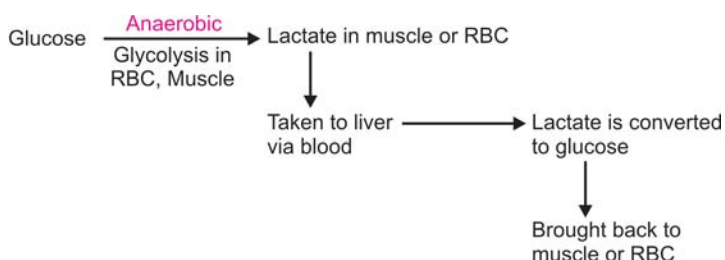 Anaerobic
Glucose
Glycolysis in
RBC, Muscle
Lactate in muscle or RBC
Taken to liver
via blood
Lactate is converted
to glucose
Brought back to
muscle or RBC